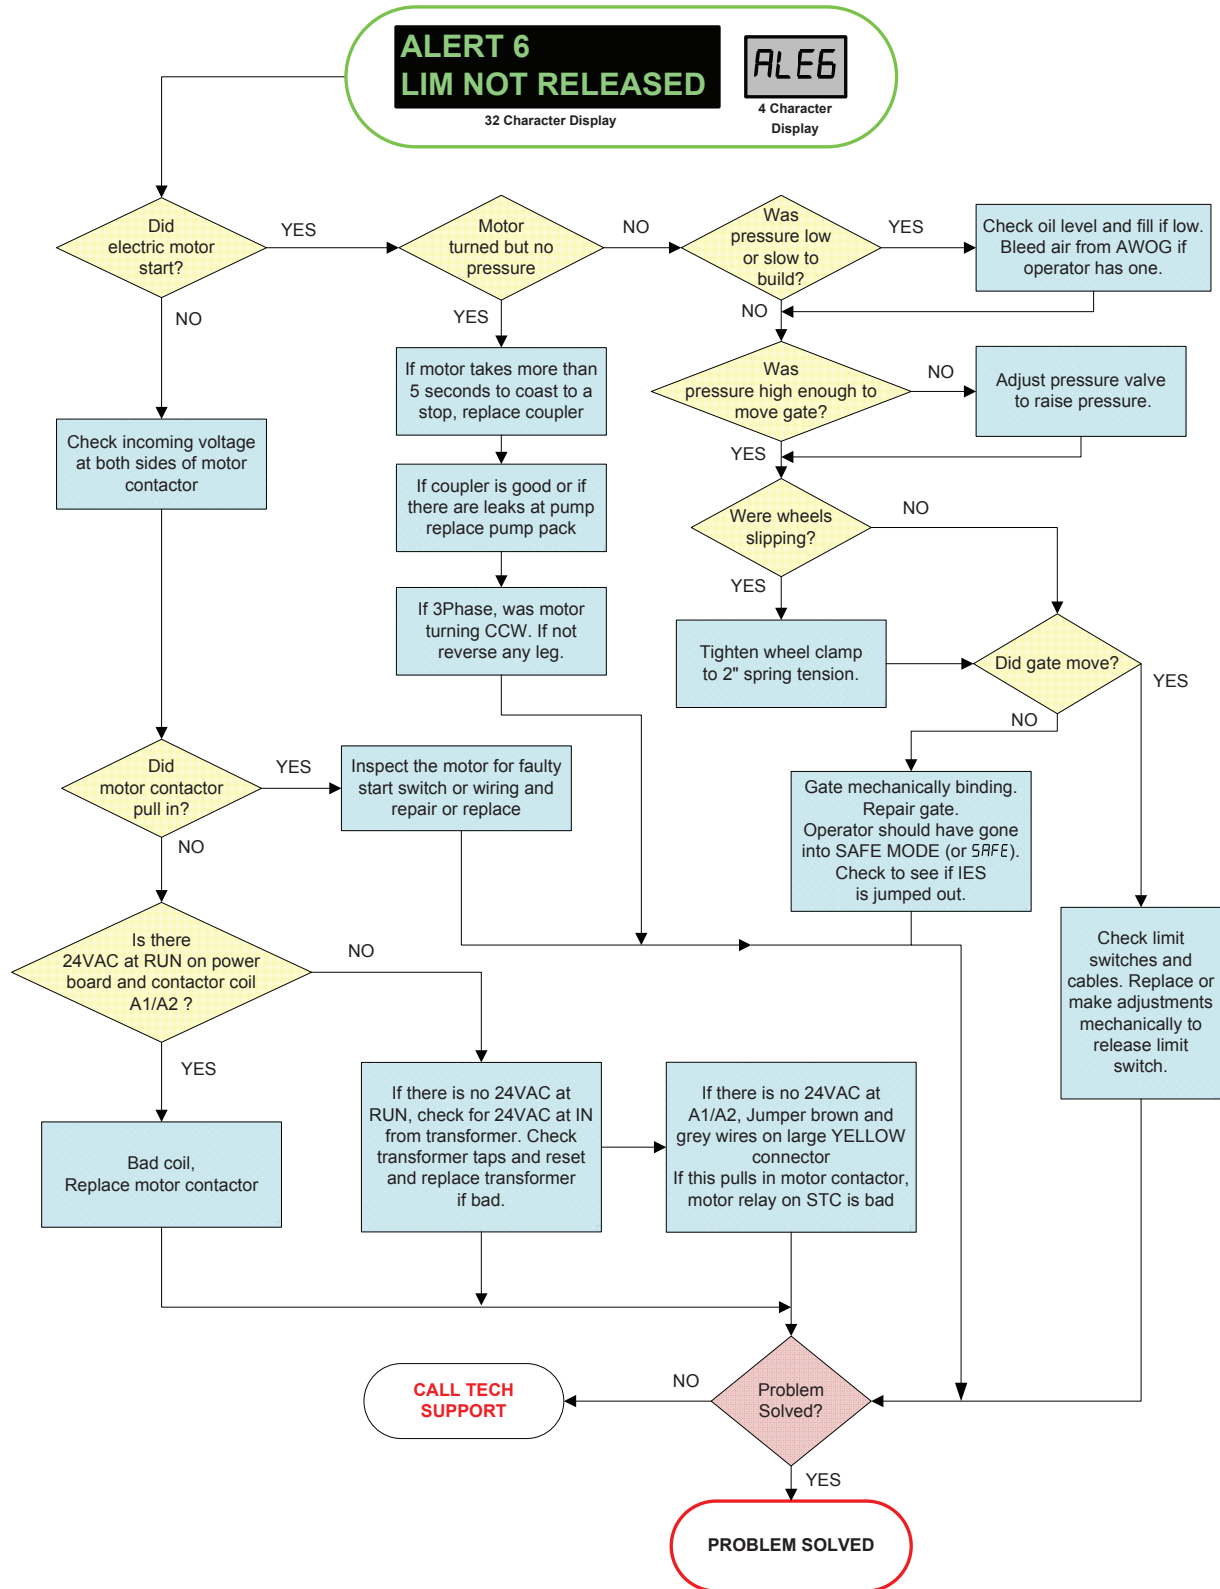 ALERT 6
LIM NOT RELEASED
32 Character Display
ALE6
4 Character
Display
Did
electric motor
start?
YES
NO
Motor
turned but no
pressure
NO
YES
Was
pressure low
or slow to
build?
YES
NO
Check oil level and fill if low.
Bleed air from AWOG if
operator has one.
If motor takes more than
5 seconds to coast to a
stop, replace coupler
Was
pressure high enough to
move gate?
NO
YES
Adjust pressure valve
to raise pressure.
Check incoming voltage
at both sides of motor
contactor
If coupler is good or if
there are leaks at pump
replace pump pack
Were wheels
slipping?
NO
YES
If 3Phase, was motor
turning CCW. If not
reverse any leg.
Tighten wheel clamp
to 2" spring tension.
Did gate move?
YES
NO
Did
motor contactor
pull in?
YES
NO
Inspect the motor for faulty
start switch or wiring and
repair or replace
Gate mechanically binding.
Repair gate.
Operator should have gone
into SAFE MODE (or SAFE).
Check to see if IES
is jumped out.
Is there
24VAC at RUN on power
board and contactor coil
A1/A2 ?
NO
YES
Check limit
switches and
cables. Replace or
make adjustments
mechanically to
release limit
switch.
Bad coil,
Replace motor contactor
If there is no 24VAC at
RUN, check for 24VAC at IN
from transformer. Check
transformer taps and reset
and replace transformer
if bad.
If there is no 24VAC at
A1/A2, Jumper brown and
grey wires on large YELLOW
connector
If this pulls in motor contactor,
motor relay on STC is bad
Problem
Solved?
NO
YES
CALL TECH
SUPPORT
PROBLEM SOLVED